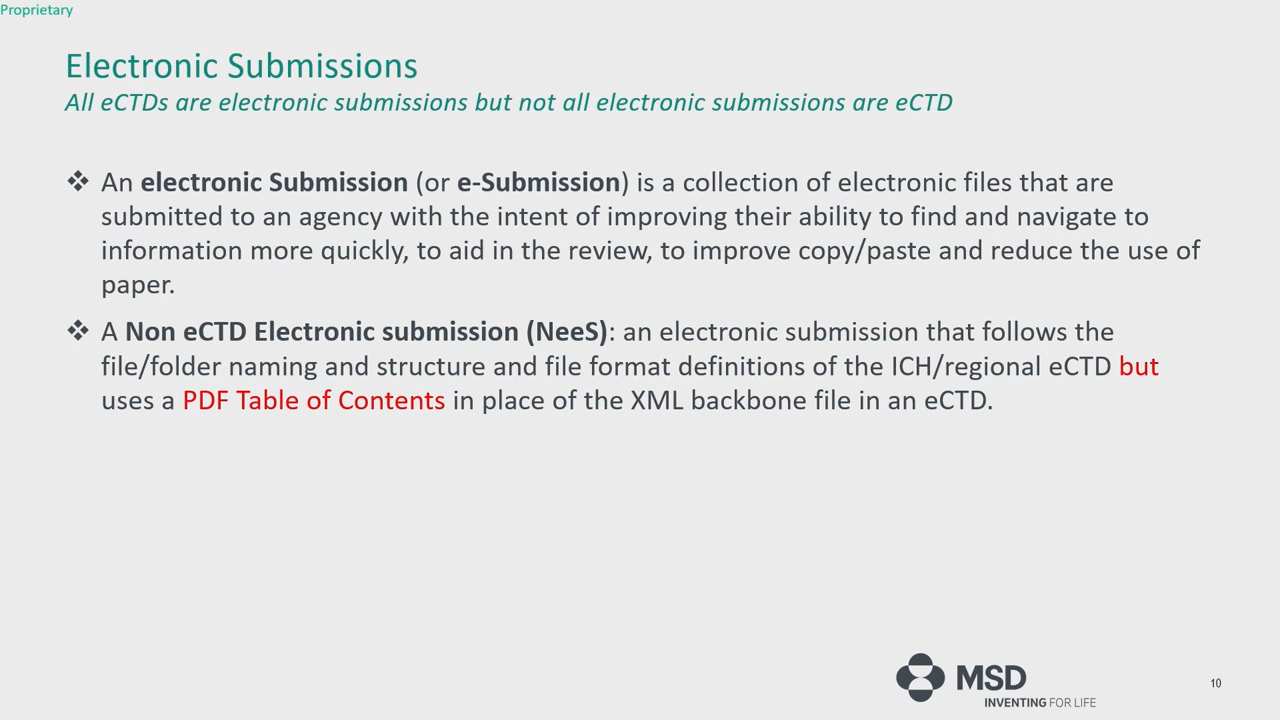 Proprietary
Electronic Submissions
All eCTDs are electronic submissions but not all electronic submissions are eCTD
❖ An electronic Submission (or e-Submission) is a collection of electronic files that are
submitted to an agency with the intent of improving their ability to find and navigate to
information more quickly, to aid in the review, to improve copy/paste and reduce the use of
paper.
❖ A Non eCTD Electronic submission (NeeS): an electronic submission that follows the
file/folder naming and structure and file format definitions of the ICH/regional eCTD but
uses a PDF Table of Contents in place of the XML backbone file in an eCTD.
MSD
INVENTING FOR LIFE
10